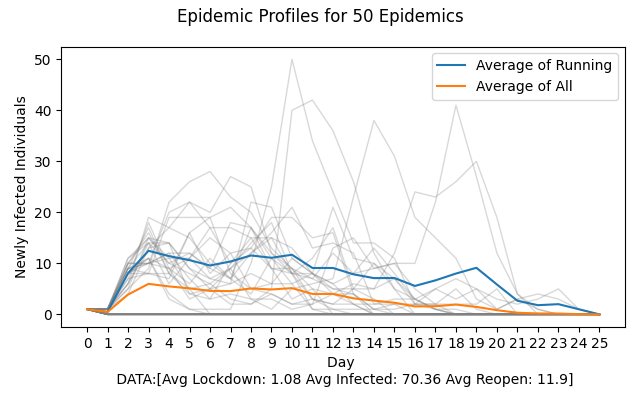 Epidemic Profiles for 50 Epidemics
50
40
30
20
10
0
Newly Infected Individuals
Average of Running
Average of All
0 1 2 3 4 5 6 7 8 9 10 11 12 13 14 15 16 17 18 19 20 21 22 23 24 25
Day
DATA:[Avg Lockdown: 1.08 Avg Infected: 70.36 Avg Reopen: 11.9]